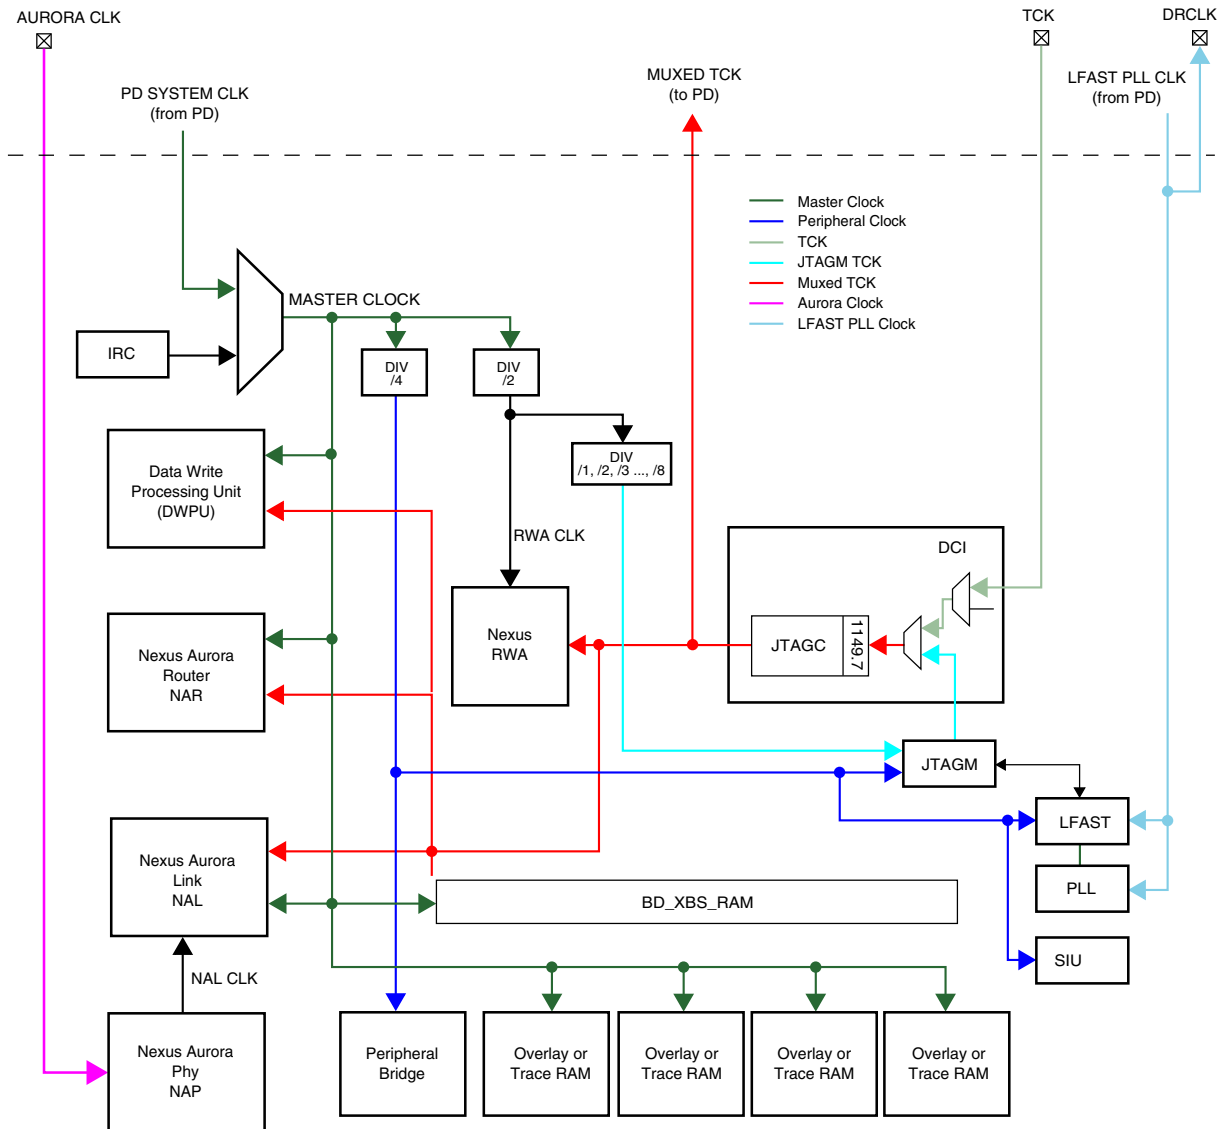 AURORA CLK
TCK
DRCLK
PD SYSTEM CLK
(from PD)
MUXED TCK
(to PD)
LFAST PLL CLK
(from PD)
Master Clock
Peripheral Clock
TCK
JTAGM TCK
Muxed TCK
Aurora Clock
LFAST PLL Clock
MASTER CLOCK
IRC
DIV
/4
DIV
/2
DIV
/1, /2, /3 ..., /8
Data Write
Processing Unit
(DWPU)
RWA CLK
DCI
Nexus
RWA
JTAGC
1149.7
Nexus Aurora
Router
NAR
JTAGM
LFAST
PLL
SIU
Nexus Aurora
Link
NAL
BD_XBS_RAM
NAL CLK
Nexus Aurora
Phy
NAP
Peripheral
Bridge
Overlay or
Trace RAM
Overlay or
Trace RAM
Overlay or
Trace RAM
Overlay or
Trace RAM